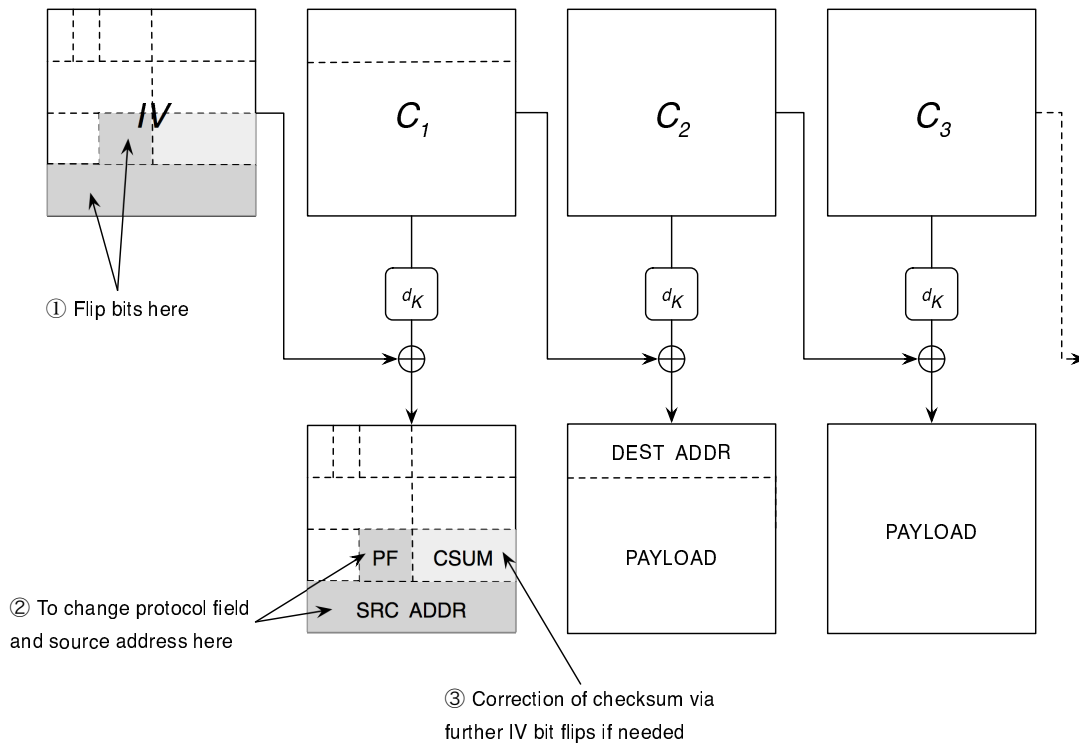 IV
C1
C2
C3
dK
dK
dK
① Flip bits here
DEST ADDR
PAYLOAD
PAYLOAD
PF
CSUM
SRC ADDR
② To change protocol field
and source address here
③ Correction of checksum via
further IV bit flips if needed